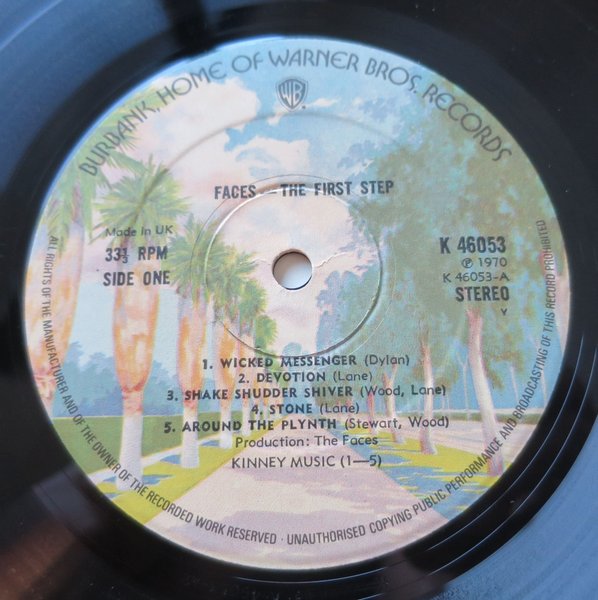 BURBANK, HOME OF WARNER BROS. RECORDS
WB
FACES — THE FIRST STEP
Made in UK
33⅓ RPM
SIDE ONE
K 46053
℗ 1970
K 46053-A
STEREO
Y
1. WICKED MESSENGER (Dylan)
2. DEVOTION (Lane)
3. SHAKE SHUDDER SHIVER (Wood, Lane)
4. STONE (Lane)
5. AROUND THE PLYNTH (Stewart, Wood)
Production: The Faces
KINNEY MUSIC (1—5)
ALL RIGHTS OF THE MANUFACTURER AND OF THE OWNER OF THE RECORDED WORK RESERVED · UNAUTHORISED COPYING PUBLIC PERFORMANCE AND BROADCASTING OF THIS RECORD PROHIBITED